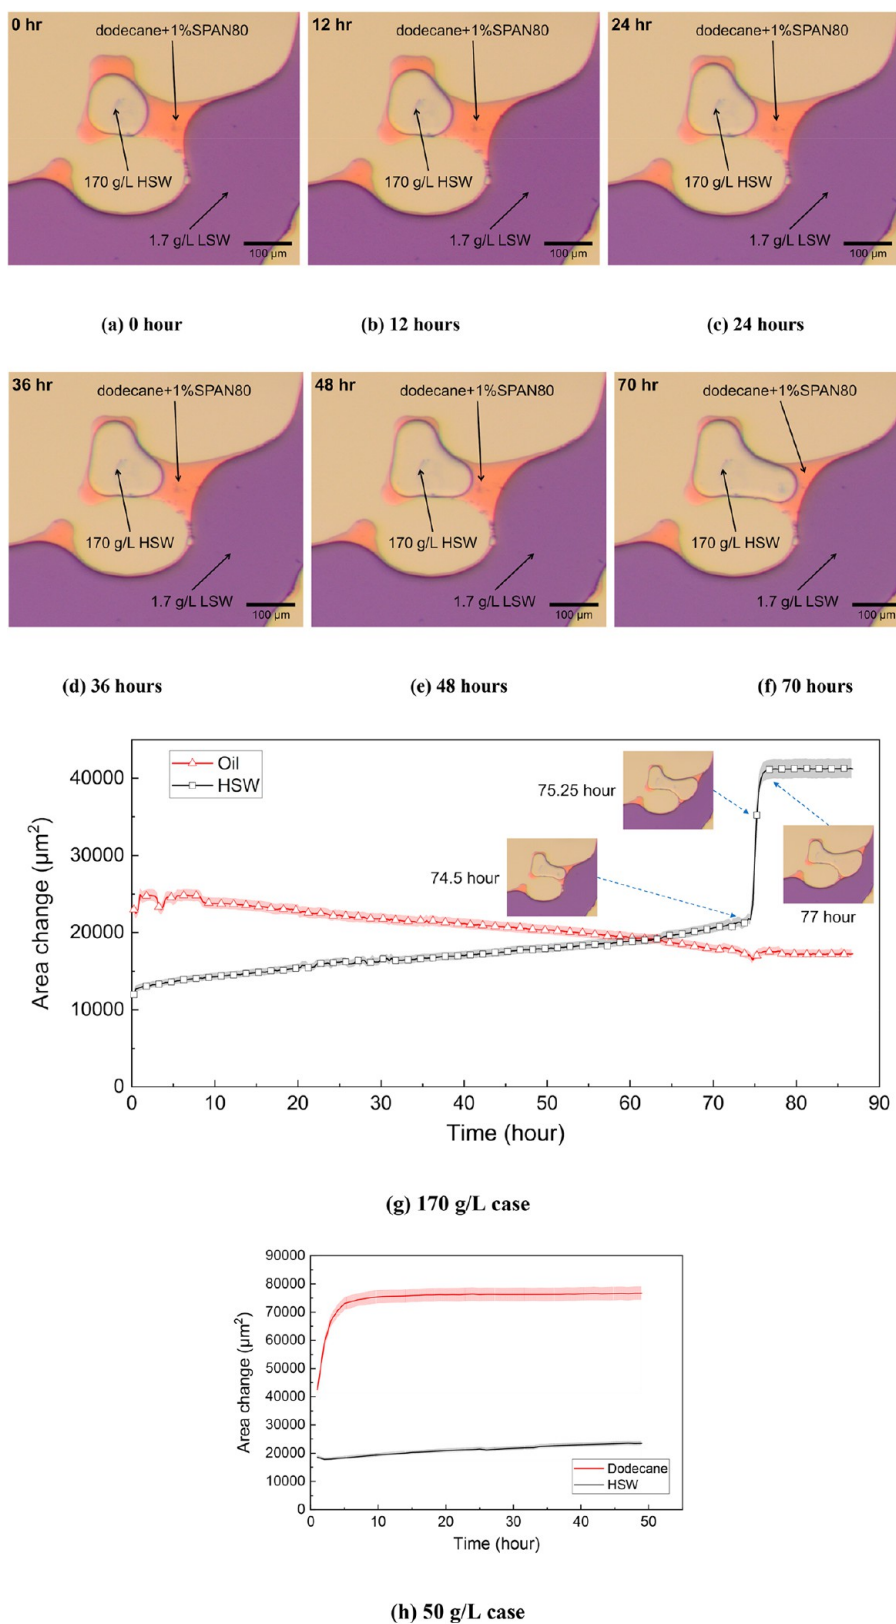 0 hr
dodecane+1%SPAN80
170 g/L HSW
1.7 g/L LSW
100 µm
12 hr
dodecane+1%SPAN80
170 g/L HSW
1.7 g/L LSW
100 µm
24 hr
dodecane+1%SPAN80
170 g/L HSW
1.7 g/L LSW
100 µm
(a) 0 hour
(b) 12 hours
(c) 24 hours
36 hr
dodecane+1%SPAN80
170 g/L HSW
1.7 g/L LSW
100 µm
48 hr
dodecane+1%SPAN80
170 g/L HSW
1.7 g/L LSW
100 µm
70 hr
dodecane+1%SPAN80
170 g/L HSW
1.7 g/L LSW
100 µm
(d) 36 hours
(e) 48 hours
(f) 70 hours
Oil
HSW
Area change (µm²)
40000
30000
20000
10000
0
75.25 hour
74.5 hour
77 hour
0 10 20 30 40 50 60 70 80 90
Time (hour)
(g) 170 g/L case
Area change (µm²)
90000
80000
70000
60000
50000
40000
30000
20000
10000
0
Dodecane
HSW
0 10 20 30 40 50
Time (hour)
(h) 50 g/L case